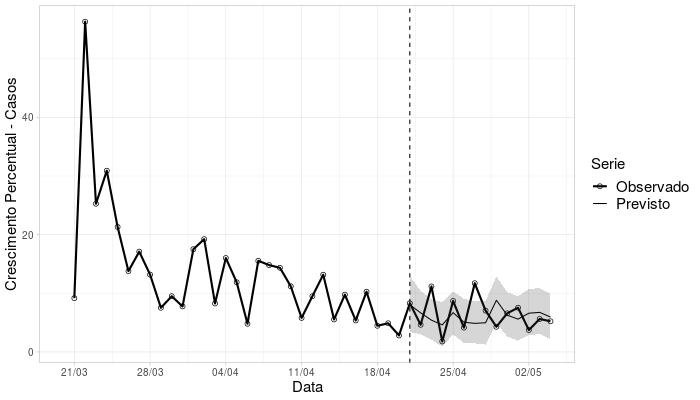 Crescimento Percentual - Casos
40
20
0
21/03
28/03
04/04
11/04
18/04
25/04
02/05
Data
Serie
Observado
Previsto